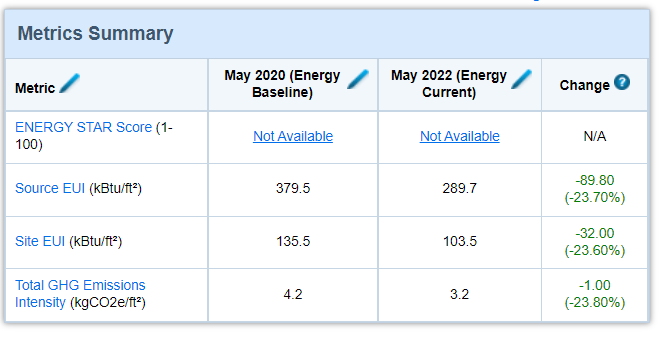 Metrics Summary
Metric
May 2020 (Energy
Baseline)
May 2022 (Energy
Current)
Change ?
ENERGY STAR Score (1-
100)
Not Available
Not Available
N/A
Source EUI (kBtu/ft²)
379.5
289.7
-89.80
(-23.70%)
Site EUI (kBtu/ft²)
135.5
103.5
-32.00
(-23.60%)
Total GHG Emissions
Intensity (kgCO2e/ft²)
4.2
3.2
-1.00
(-23.80%)